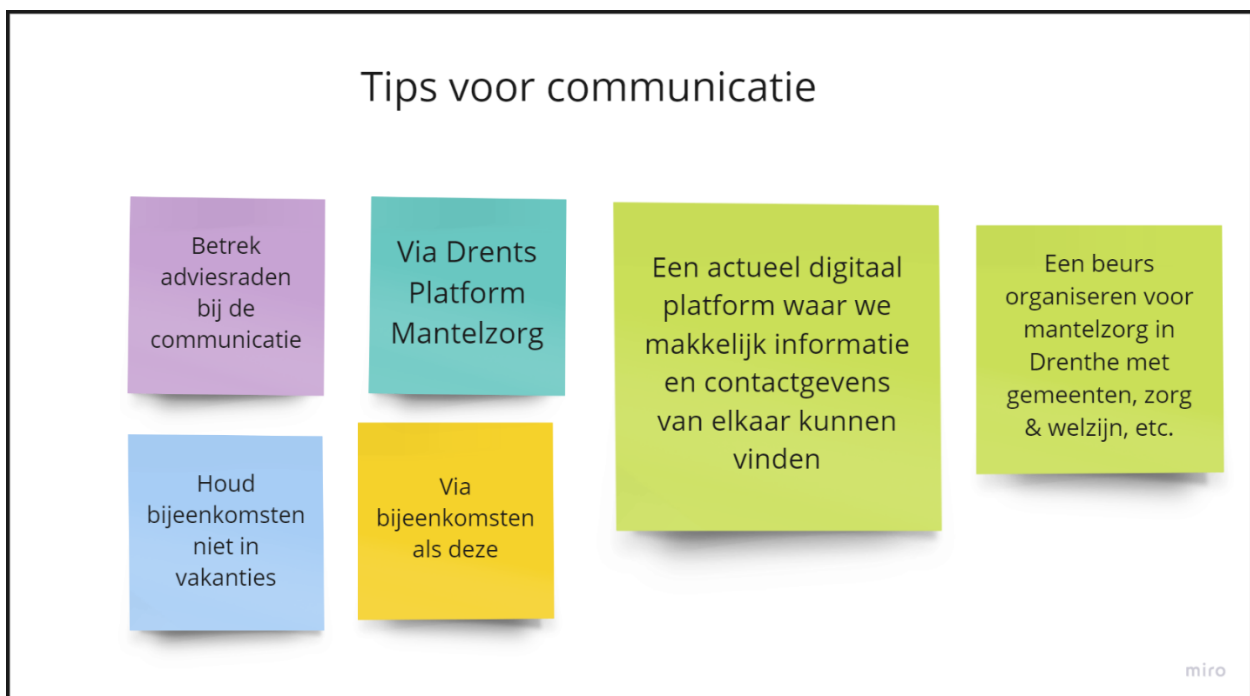 Tips voor communicatie
Betrek
adviesraden
bij de
communicatie
Via Drents
Platform
Mantelzorg
Een actueel digitaal
platform waar we
makkelijk informatie
en contactgevens
van elkaar kunnen
vinden
Een beurs
organiseren voor
mantelzorg in
Drenthe met
gemeenten, zorg
& welzijn, etc.
Houd
bijeenkomsten
niet in
vakanties
Via
bijeenkomsten
als deze
miro